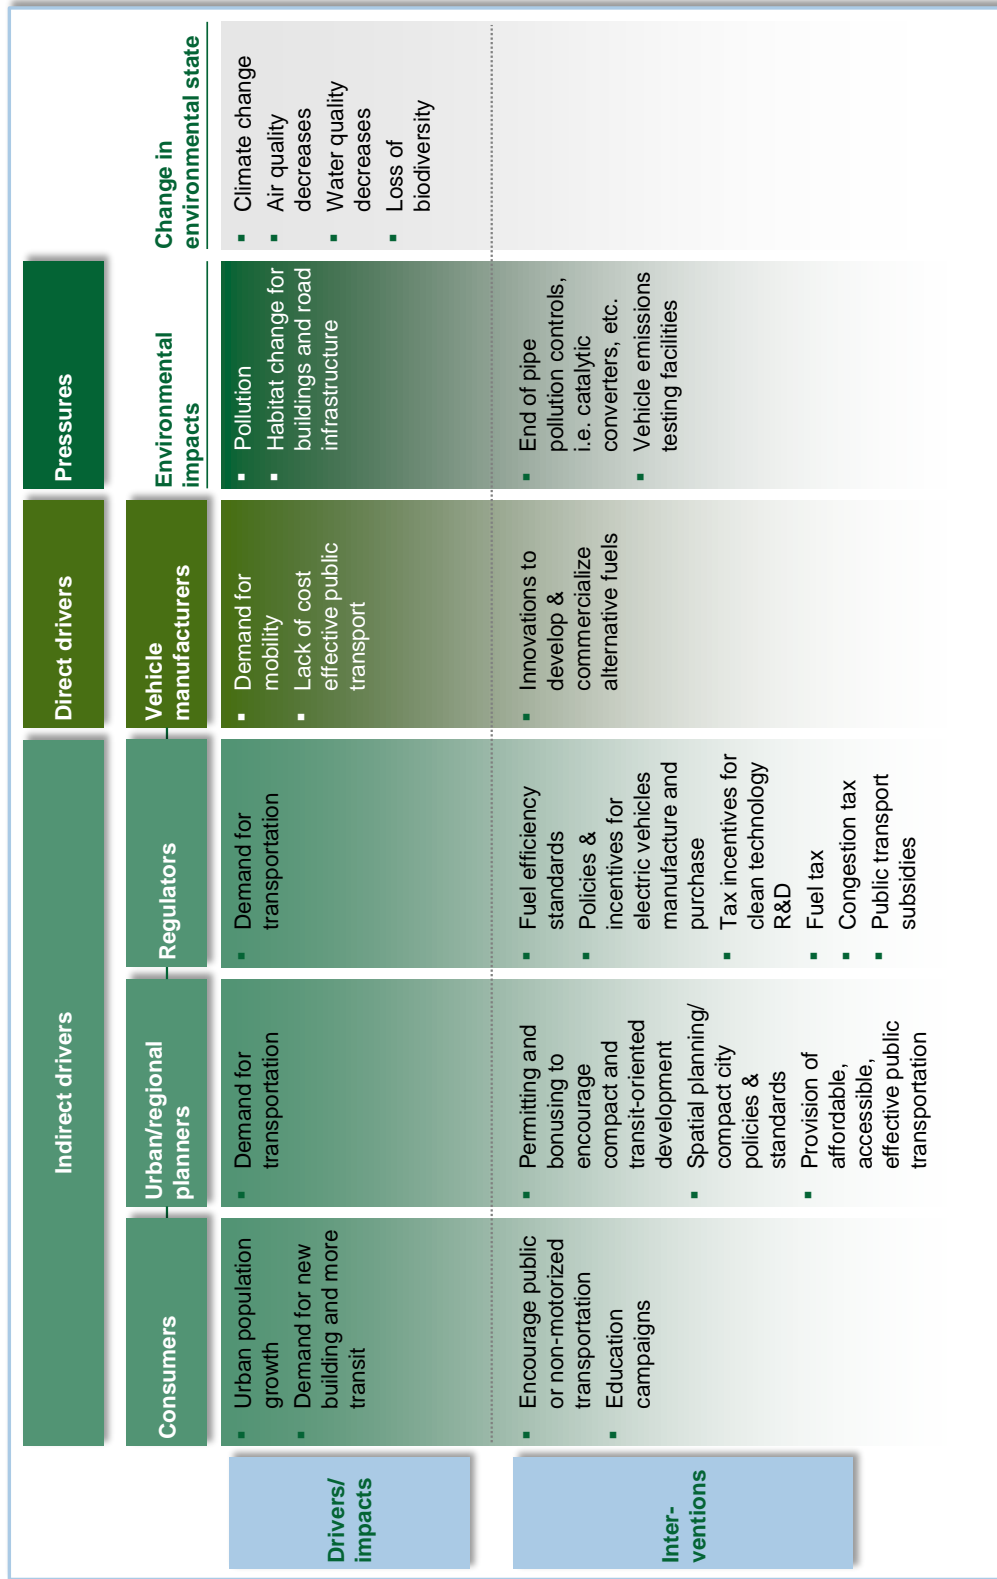 Indirect drivers
Direct drivers
Pressures
Consumers
Urban/regional
planners
Regulators
Vehicle
manufacturers
Environmental
impacts
Change in
environmental state
Drivers/
impacts
▪ Urban population
growth
▪ Demand for new
building and more
transit
▪ Demand for
transportation
▪ Demand for
transportation
▪ Demand for
mobility
▪ Lack of cost
effective public
transport
▪ Pollution
▪ Habitat change for
buildings and road
infrastructure
▪ Climate change
▪ Air quality
decreases
▪ Water quality
decreases
▪ Loss of
biodiversity
Inter-
ventions
▪ Encourage public
or non-motorized
transportation
▪ Education
campaigns
▪ Permitting and
bonusing to
encourage
compact and
transit-oriented
development
▪ Spatial planning/
compact city
policies &
standards
▪ Provision of
affordable,
accessible,
effective public
transportation
▪ Fuel efficiency
standards
▪ Policies &
incentives for
electric vehicles
manufacture and
purchase
▪ Tax incentives for
clean technology
R&D
▪ Fuel tax
▪ Congestion tax
▪ Public transport
subsidies
▪ Innovations to
develop &
commercialize
alternative fuels
▪ End of pipe
pollution controls,
i.e. catalytic
converters, etc.
▪ Vehicle emissions
testing facilities